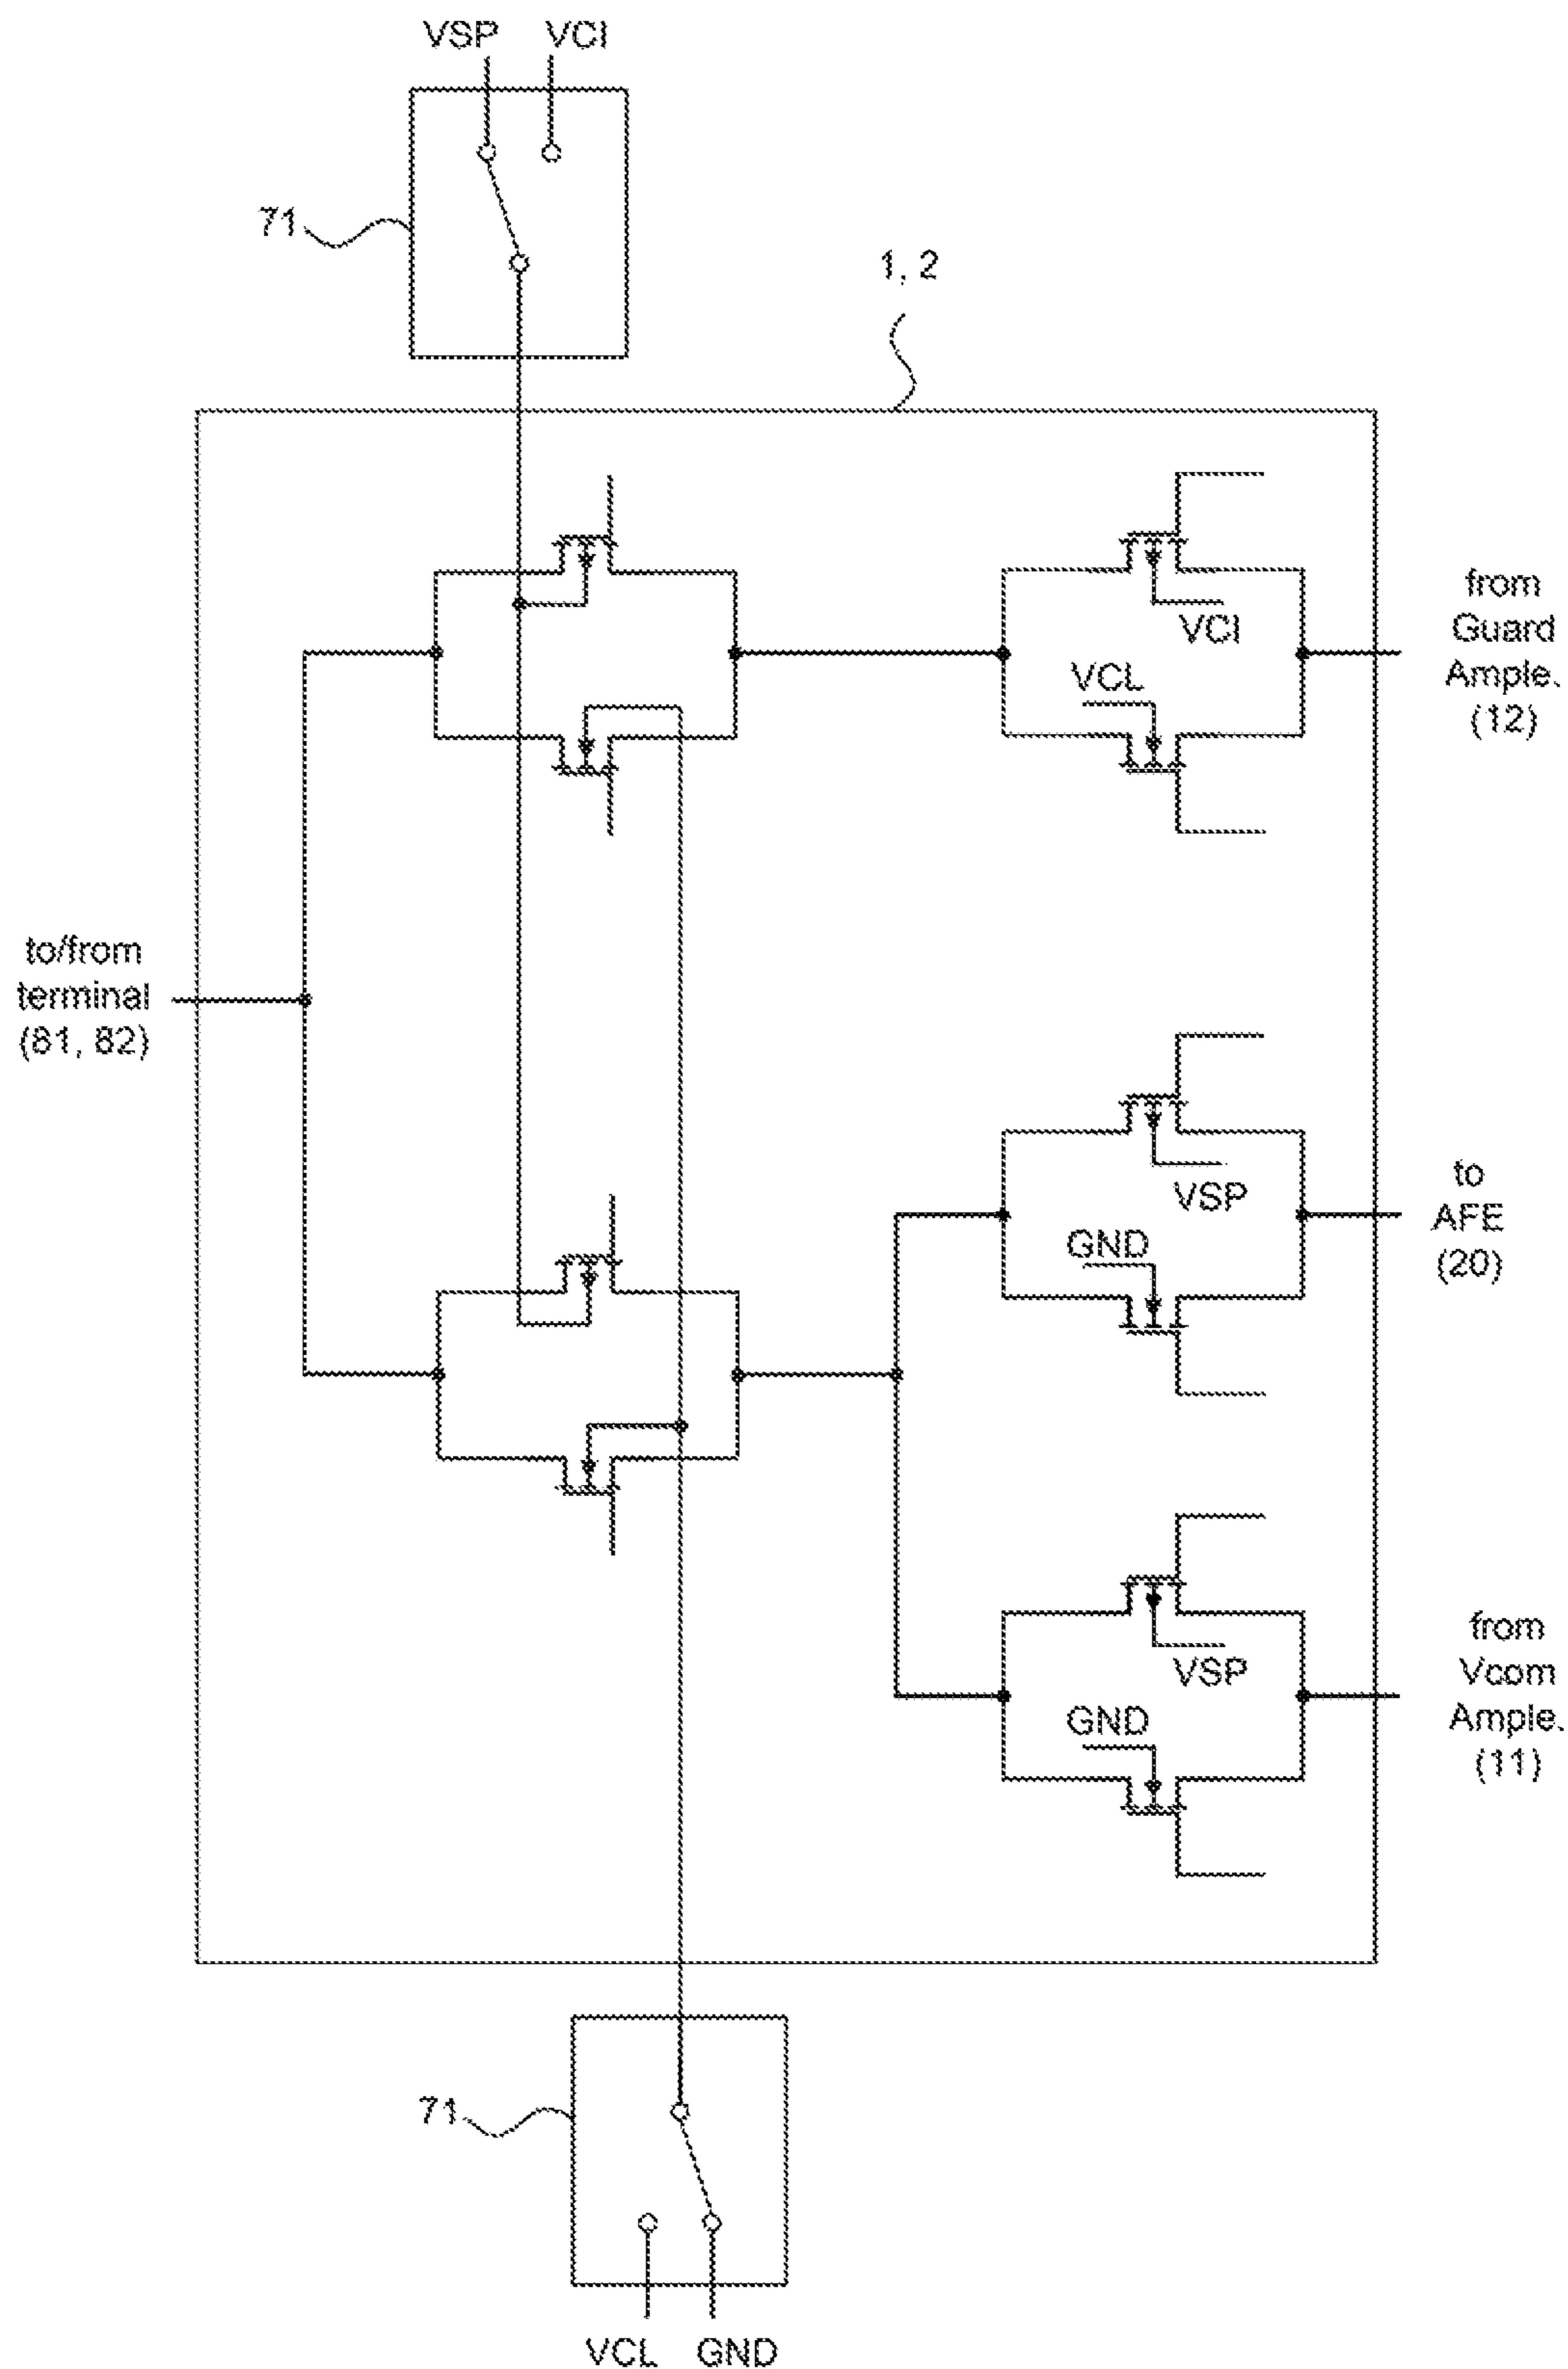 VSP
VCI
71
1, 2
VCI
VCL
from
Guard
Ample.
(12)
to/from
terminal
(81, 82)
VSP
GND
to
AFE
(20)
VSP
GND
from
Vcom
Ample.
(11)
71
VCL
GND